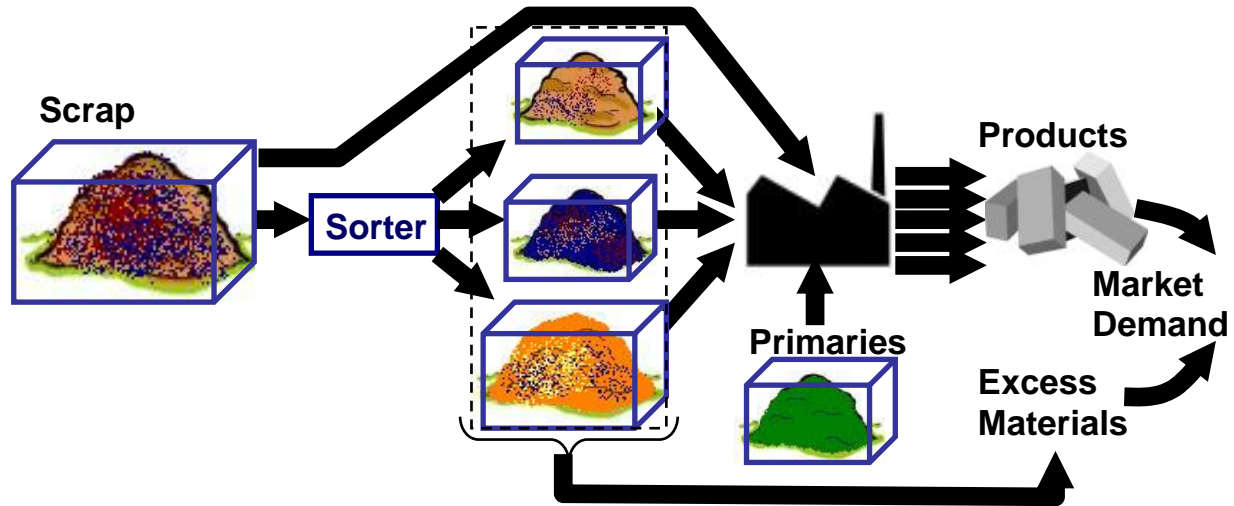 Scrap
Sorter
Products
Market
Demand
Primaries
Excess
Materials